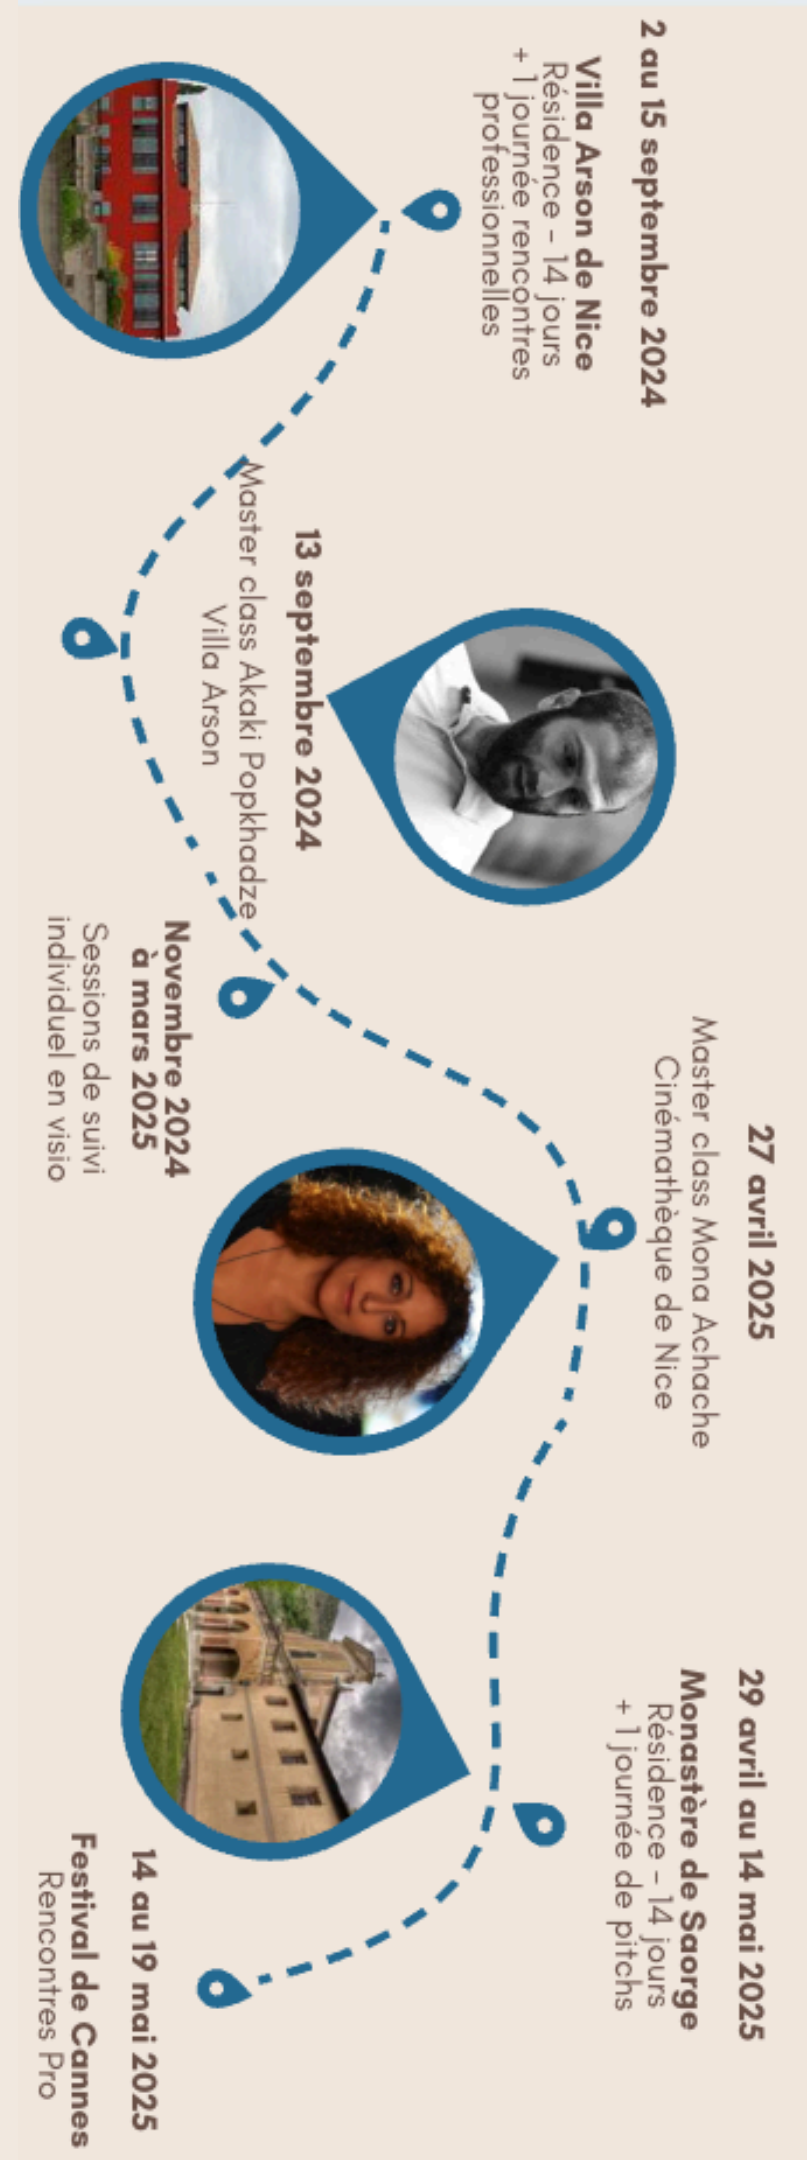 2 au 15 septembre 2024
Villa Arson de Nice
Résidence – 14 jours
+ 1 journée rencontres
professionnelles
13 septembre 2024
Master class Akaki Popkhadze
Villa Arson
Novembre 2024
à mars 2025
Sessions de suivi
individuel en visio
27 avril 2025
Master class Mona Achache
Cinémathèque de Nice
29 avril au 14 mai 2025
Monastère de Saorge
Résidence – 14 jours
+ 1 journée de pitchs
14 au 19 mai 2025
Festival de Cannes
Rencontres Pro